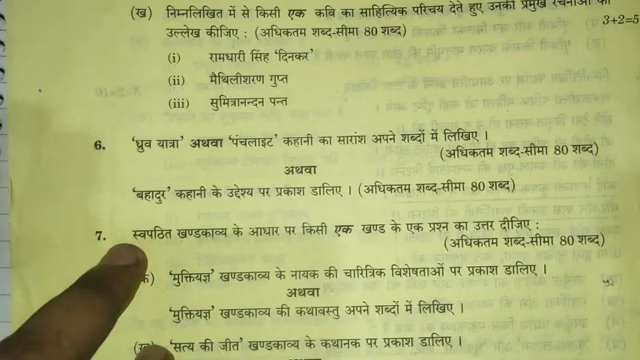 (ख) निम्नलिखित में से किसी एक कवि का साहित्यिक परिचय देते हुए उनकी प्रमुख रचनाओं का
उल्लेख कीजिए : (अधिकतम शब्द-सीमा 80 शब्द)
3+2=5
(i) रामधारी सिंह 'दिनकर'
(ii) मैथिलीशरण गुप्त
(iii) सुमित्रानन्दन पन्त
6. 'ध्रुव यात्रा' अथवा 'पंचलाइट' कहानी का सारांश अपने शब्दों में लिखिए ।
(अधिकतम शब्द-सीमा 80 शब्द)
अथवा
'बहादुर' कहानी के उद्देश्य पर प्रकाश डालिए । (अधिकतम शब्द-सीमा 80 शब्द)
7. स्वपठित खण्डकाव्य के आधार पर किसी एक खण्ड के एक प्रश्न का उत्तर दीजिए :
(अधिकतम शब्द-सीमा 80 शब्द)
क) 'मुक्तियज्ञ' खण्डकाव्य के नायक की चारित्रिक विशेषताओं पर प्रकाश डालिए ।
अथवा
'मुक्तियज्ञ' खण्डकाव्य की कथावस्तु अपने शब्दों में लिखिए ।
(ख) 'सत्य की जीत' खण्डकाव्य के कथानक पर प्रकाश डालिए ।